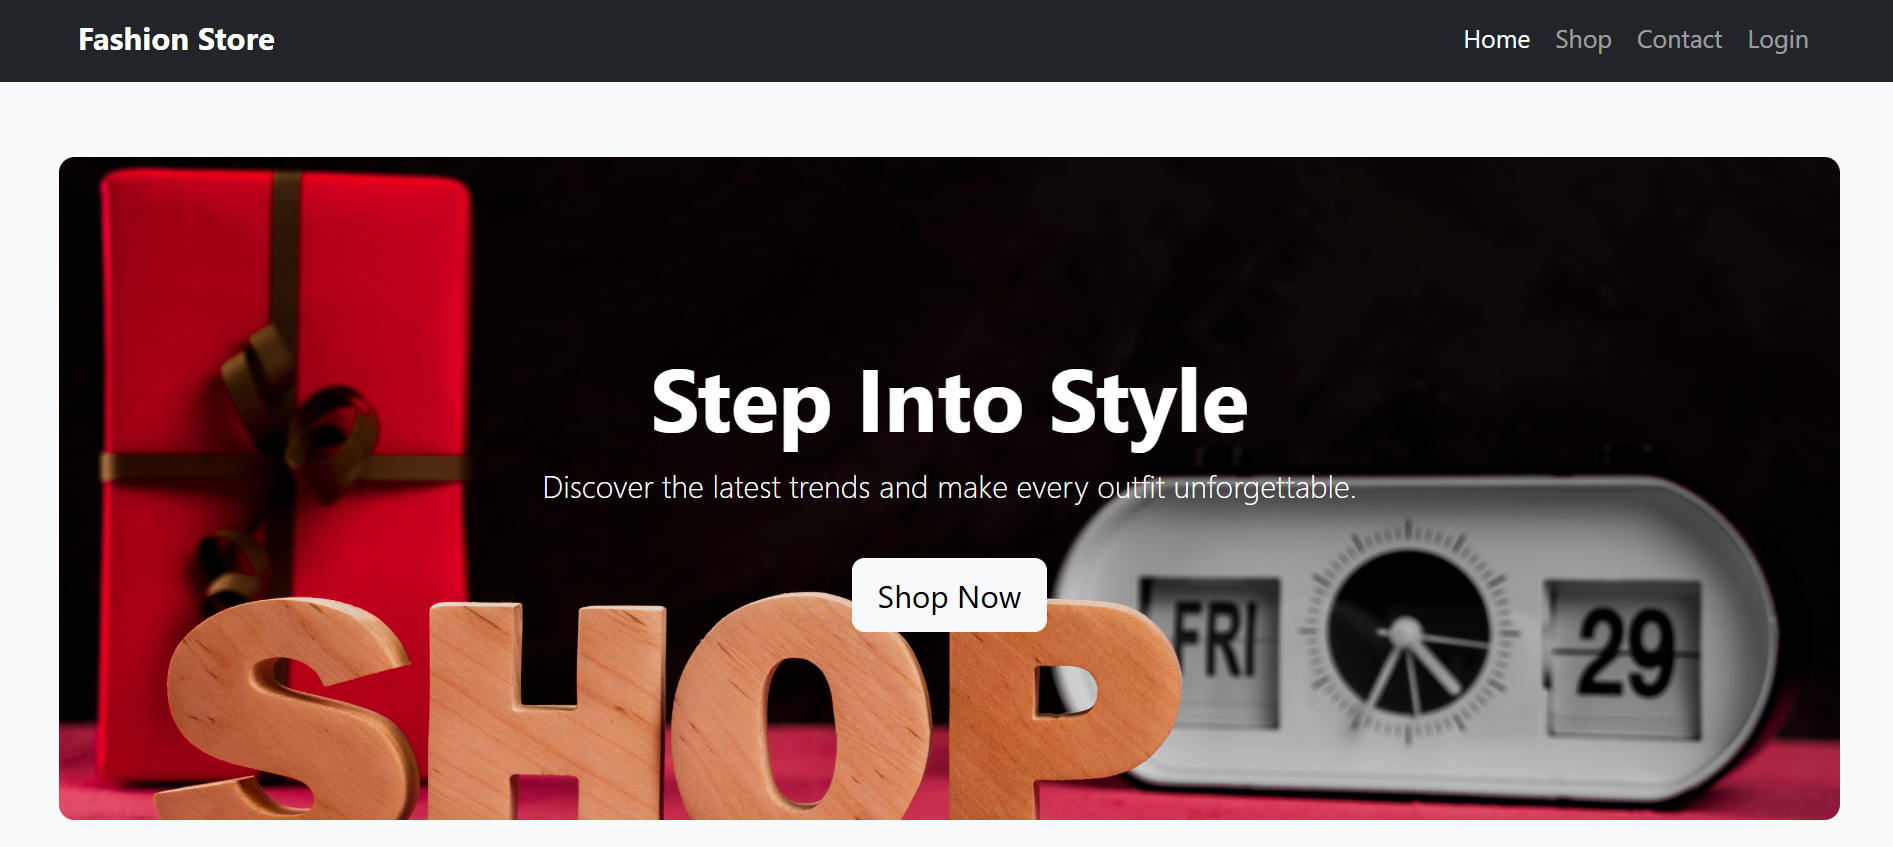 Fashion Store
Home Shop Contact Login
Step Into Style
Discover the latest trends and make every outfit unforgettable.
Shop Now
SHOP
FRI
29